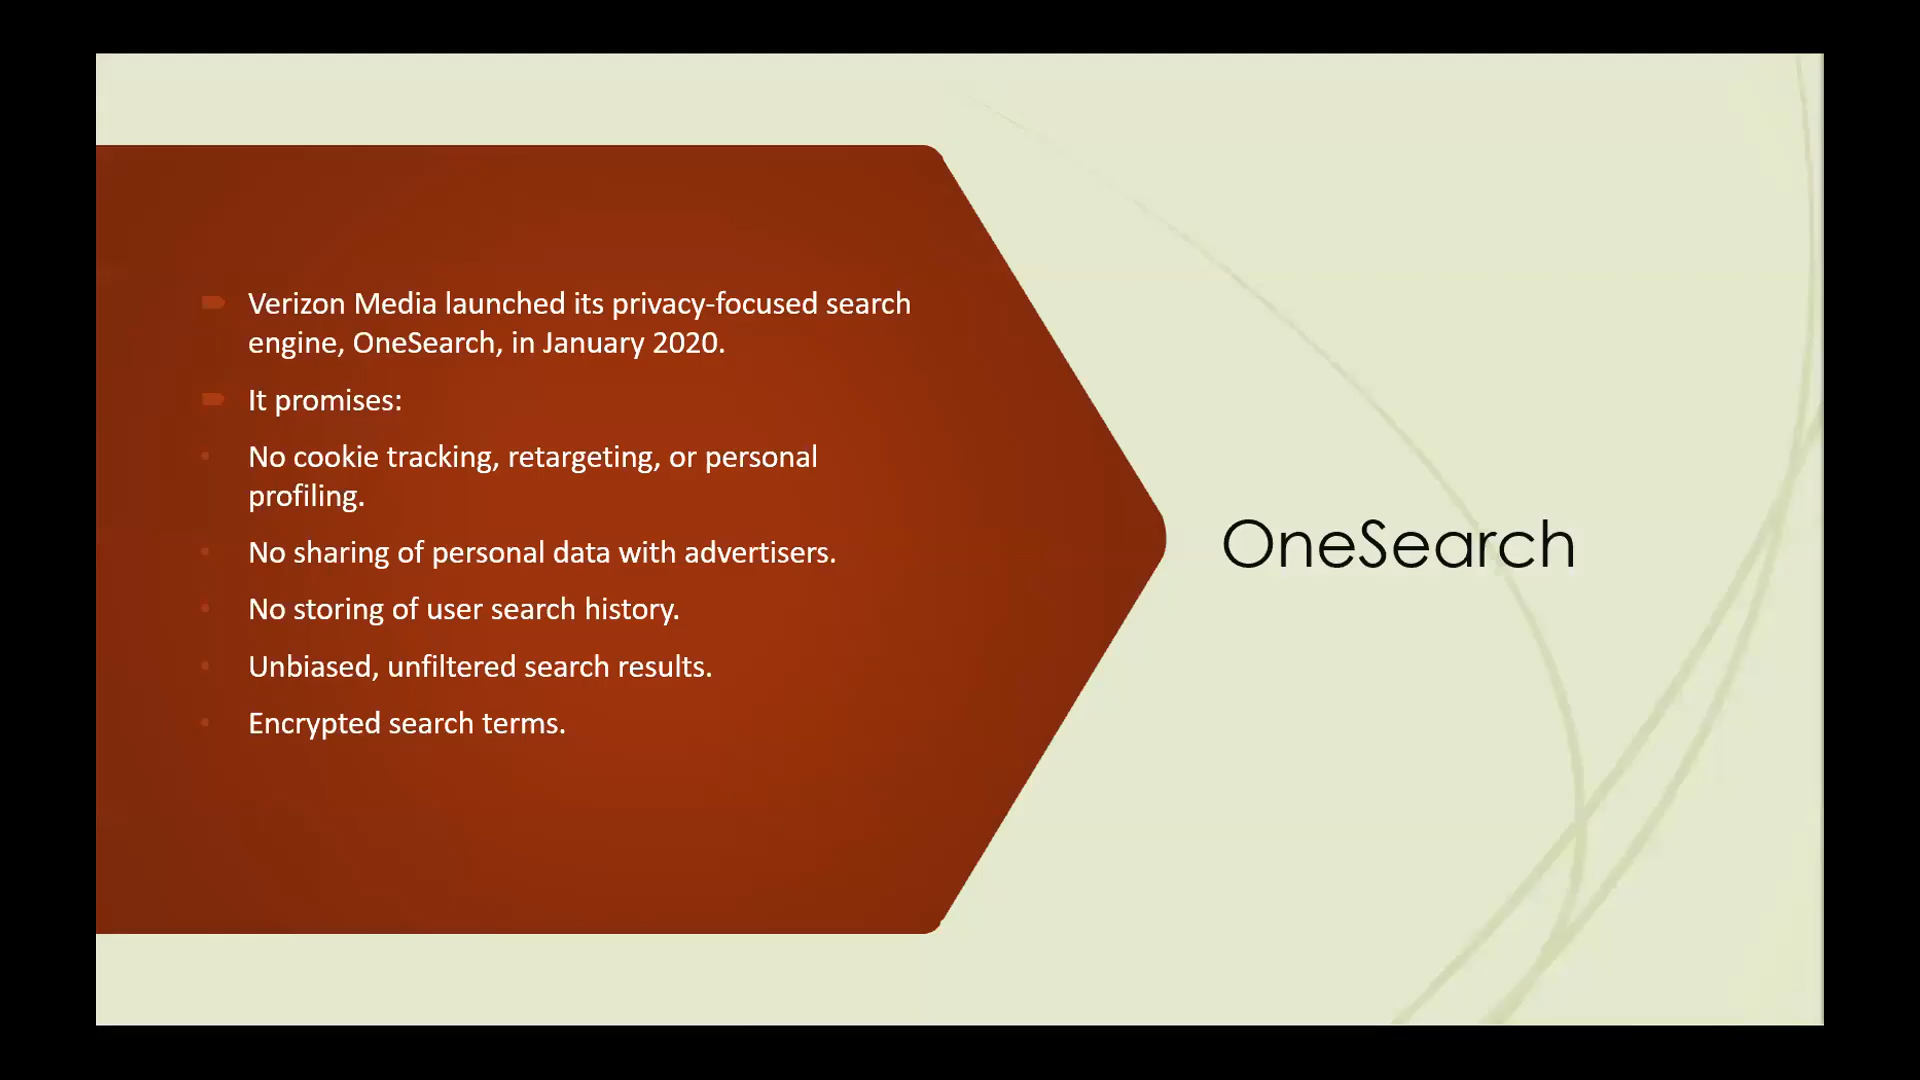 Verizon Media launched its privacy-focused search
engine, OneSearch, in January 2020.
It promises:
No cookie tracking, retargeting, or personal
profiling.
No sharing of personal data with advertisers.
No storing of user search history.
Unbiased, unfiltered search results.
Encrypted search terms.
OneSearch